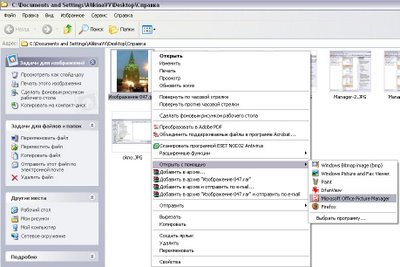 C:\Documents and Settings\AlikinaVV\Desktop\Справка
Файл Правка Вид Избранное Сервис Справка
Назад Поиск Папки
Адрес: C:\Documents and Settings\AlikinaVV\Desktop\Справка
Задачи для изображений
Просмотреть как слайд-шоу
Печать изображений
Сделать фоновым рисунком рабочего стола
Копировать на компакт-диск
Задачи для файлов и папок
Переименовать файл
Переместить файл
Копировать файл
Опубликовать файл в вебе
Отправить этот файл по электронной почте
Напечатать
Удалить файл
Другие места
Рабочий стол
Мои документы
Мой компьютер
Сетевое окружение
Изображение 047.jpg
okno.JPG
Manager-2.JPG
Открыть
Изменить
Печать
Просмотр
Обновить эскиз
Повернуть по часовой стрелке
Повернуть против часовой стрелки
Сделать фоновым рисунком рабочего стола
Преобразовать в Adobe PDF
Объединить поддерживаемые файлы в программе Acrobat...
Сканировать программой ESET NOD32 Antivirus
Расширенные функции
Открыть с помощью
Добавить в архив...
Добавить в архив "Изображение 047.rar"
Добавить в архив и отправить по e-mail...
Добавить в архив "Изображение 047.rar" и отправить по e-mail
Отправить
Вырезать
Копировать
Создать ярлык
Удалить
Переименовать
Свойства
Windows Bitmap Image (bmp)
Windows Picture and Fax Viewer
Paint
IrfanView
Microsoft Office Picture Manager
Firefox
Выбрать программу...